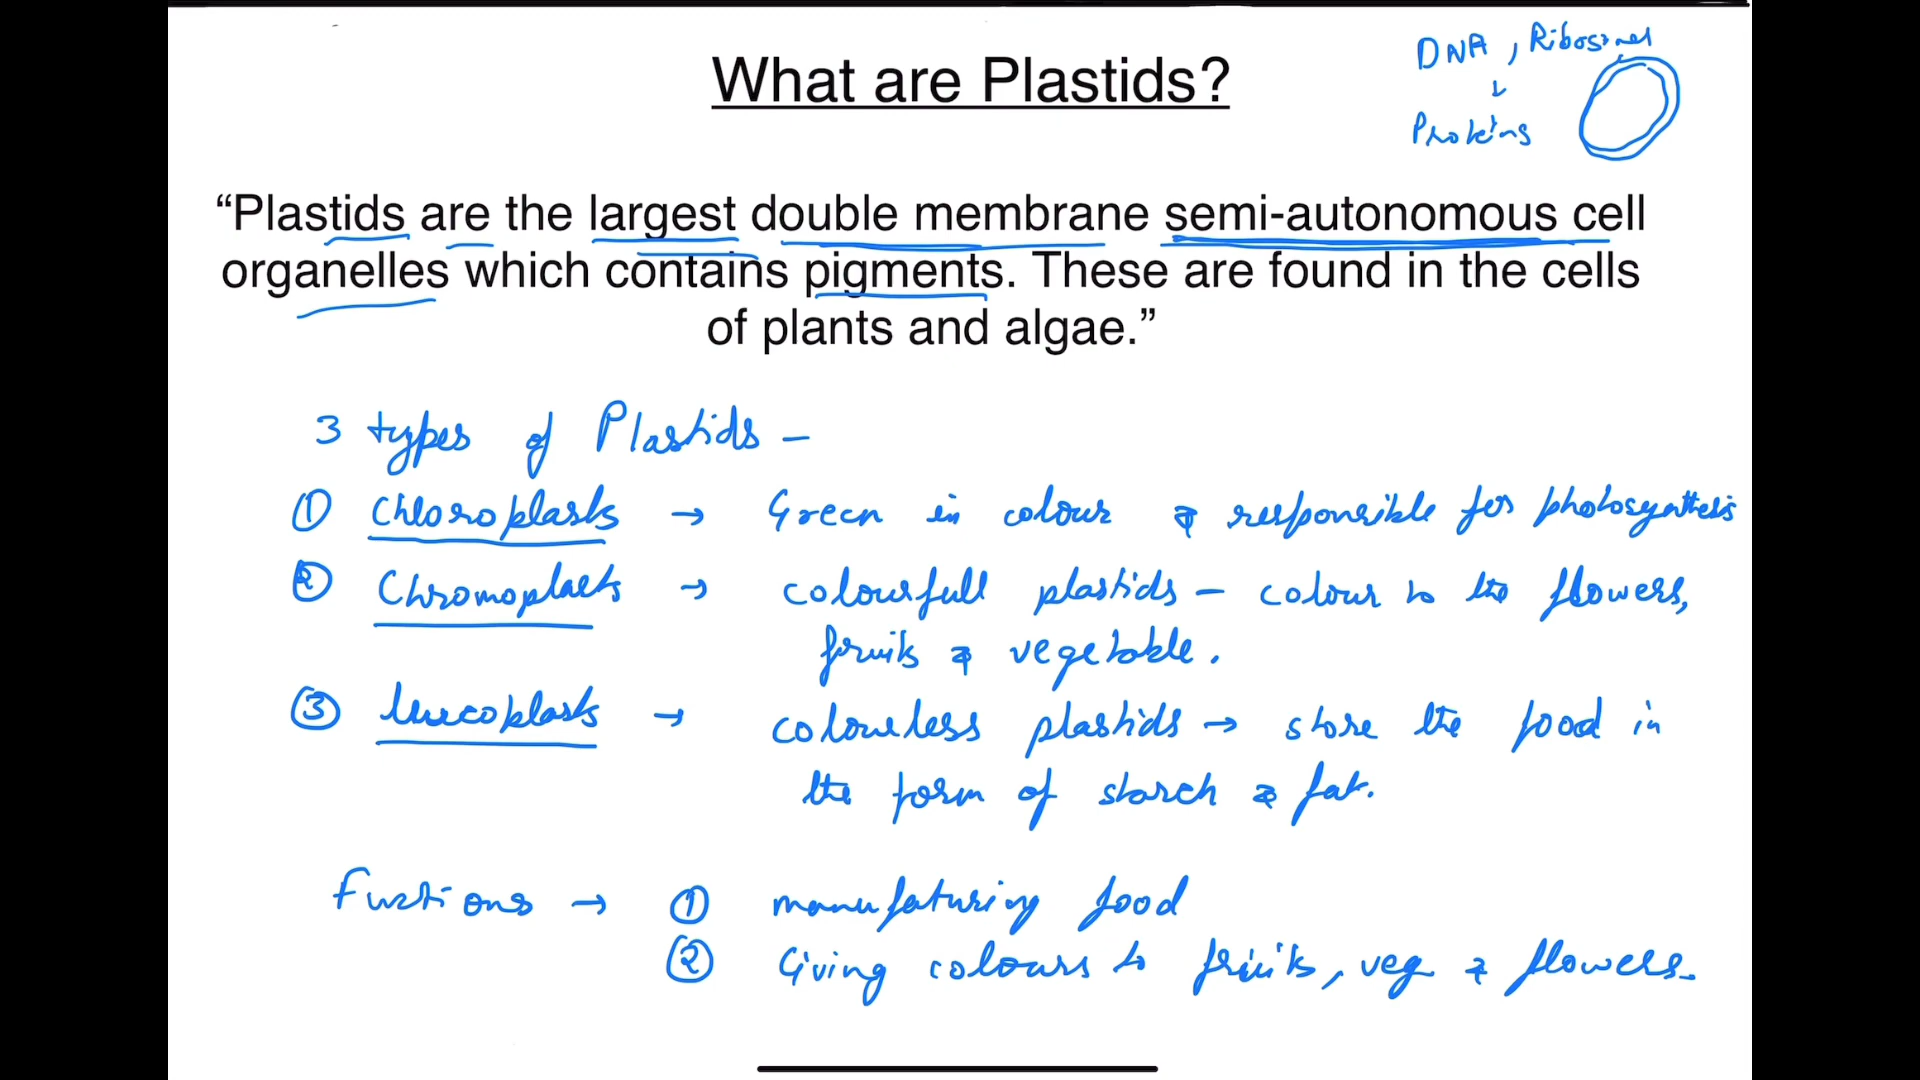 DNA , Ribosomes
What are Plastids?
Proteins
“Plastids are the largest double membrane semi-autonomous cell
organelles which contains pigments. These are found in the cells
of plants and algae.”
3 types of Plastids -
① Chloroplasts → Green in colour & responsible for photosynthesis
② Chromoplasts → colourfull plastids - colour to the flowers,
fruits & vegetable.
③ leucoplasts → colourless plastids → store the food in
the form of starch & fat.
Fuctions → ① manufaturing food
② Giving colours to fruits, veg & flowers.